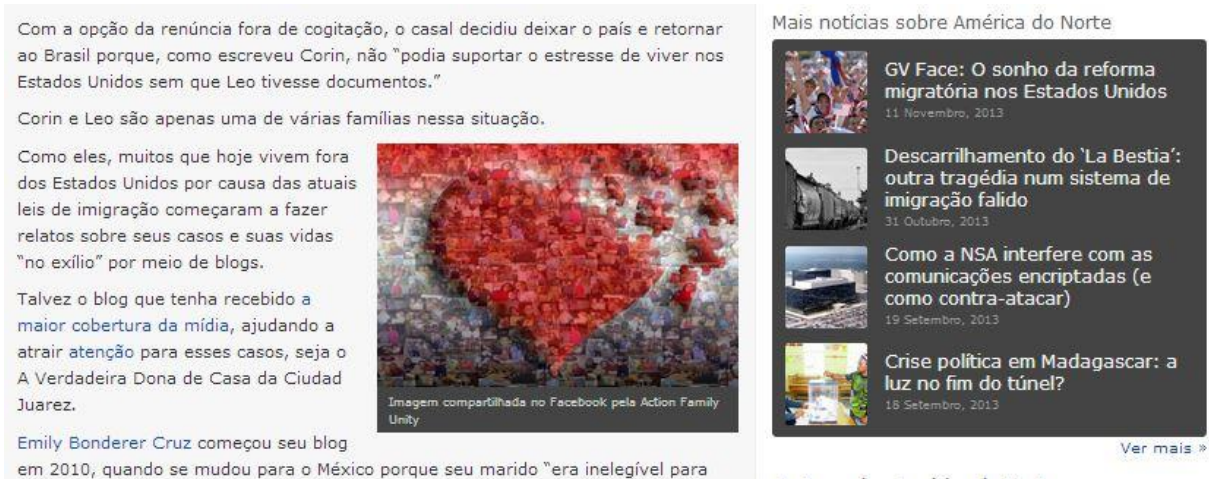 Com a opção da renúncia fora de cogitação, o casal decidiu deixar o país e retornar
ao Brasil porque, como escreveu Corin, não “podia suportar o estresse de viver nos
Estados Unidos sem que Leo tivesse documentos.”
Corin e Leo são apenas uma de várias famílias nessa situação.
Como eles, muitos que hoje vivem fora
dos Estados Unidos por causa das atuais
leis de imigração começaram a fazer
relatos sobre seus casos e suas vidas
“no exílio” por meio de blogs.
Talvez o blog que tenha recebido a
maior cobertura da mídia, ajudando a
atrair atenção para esses casos, seja o
A Verdadeira Dona de Casa da Ciudad
Juarez.
Imagem compartilhada no Facebook pela Action Family
Unity
Emily Bonderer Cruz começou seu blog
em 2010, quando se mudou para o México porque seu marido “era inelegível para
Mais notícias sobre América do Norte
GV Face: O sonho da reforma
migratória nos Estados Unidos
11 Novembro, 2013
Descarrilhamento do ‘La Bestia’:
outra tragédia num sistema de
imigração falido
31 Outubro, 2013
Como a NSA interfere com as
comunicações encriptadas (e
como contra-atacar)
19 Setembro, 2013
Crise política em Madagascar: a
luz no fim do túnel?
18 Setembro, 2013
Ver mais »